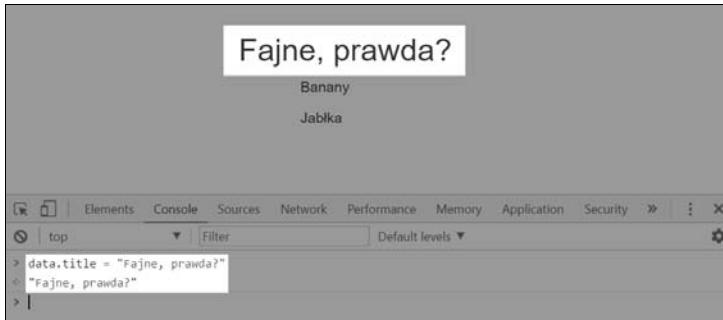 Fajne, prawda?
Banany
Jabłka
Elements Console Sources Network Performance Memory Application Security »
top Filter Default levels
> data.title = "Fajne, prawda?"
"Fajne, prawda?"
>